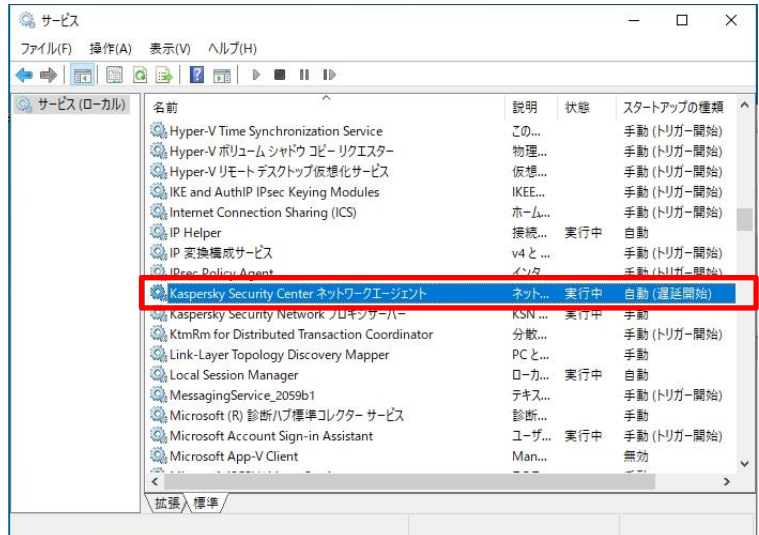 サービス
ファイル(F) 操作(A) 表示(V) ヘルプ(H)
サービス (ローカル)
名前 説明 状態 スタートアップの種類
Hyper-V Time Synchronization Service この... 手動 (トリガー開始)
Hyper-V ボリューム シャドウ コピー リクエスター 物理... 手動 (トリガー開始)
Hyper-V リモート デスクトップ仮想化サービス 仮想... 手動 (トリガー開始)
IKE and AuthIP IPsec Keying Modules IKEE... 手動 (トリガー開始)
Internet Connection Sharing (ICS) ホーム... 手動 (トリガー開始)
IP Helper 接続... 実行中 自動
IP 変換構成サービス v4 と ... 手動 (トリガー開始)
IPsec Policy Agent インタ 手動 (トリガー開始)
Kaspersky Security Center ネットワークエージェント ネット... 実行中 自動 (遅延開始)
Kaspersky Security Network プロキシサーバー KSN ... 実行中 手動
KtmRm for Distributed Transaction Coordinator 分散... 手動 (トリガー開始)
Link-Layer Topology Discovery Mapper PC と... 手動
Local Session Manager ローカ... 実行中 自動
MessagingService_2059b1 テキス... 手動 (トリガー開始)
Microsoft (R) 診断ハブ標準コレクター サービス 診断... 手動
Microsoft Account Sign-in Assistant ユーザ... 実行中 手動 (トリガー開始)
Microsoft App-V Client Man... 無効
拡張 標準